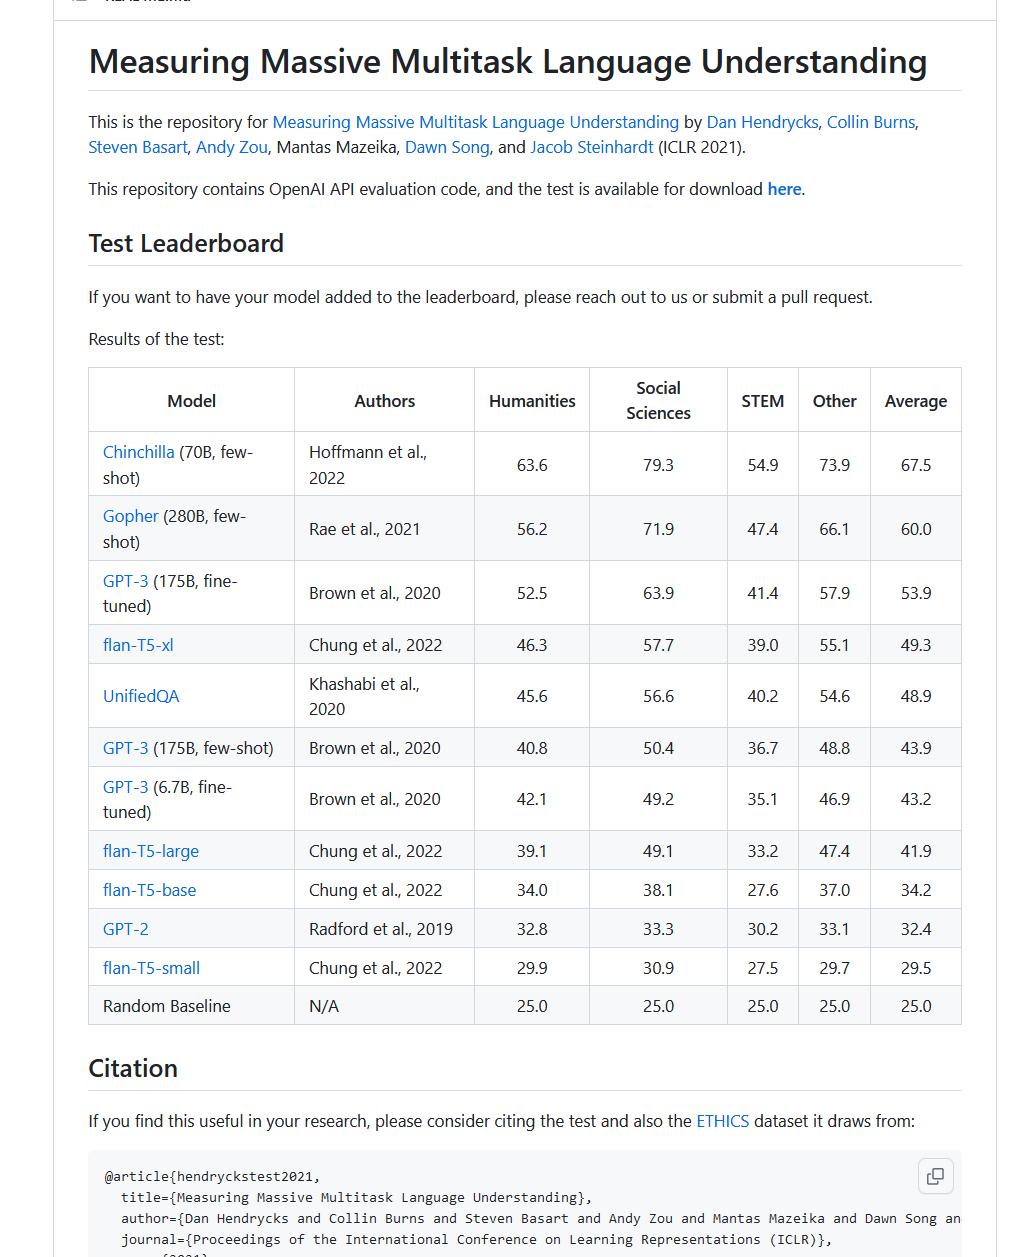 Measuring Massive Multitask Language Understanding
This is the repository for Measuring Massive Multitask Language Understanding by Dan Hendrycks, Collin Burns,
Steven Basart, Andy Zou, Mantas Mazeika, Dawn Song, and Jacob Steinhardt (ICLR 2021).
This repository contains OpenAI API evaluation code, and the test is available for download here.
Test Leaderboard
If you want to have your model added to the leaderboard, please reach out to us or submit a pull request.
Results of the test:
Model Authors Humanities Social Sciences STEM Other Average
Chinchilla (70B, few-shot) Hoffmann et al., 2022 63.6 79.3 54.9 73.9 67.5
Gopher (280B, few-shot) Rae et al., 2021 56.2 71.9 47.4 66.1 60.0
GPT-3 (175B, fine-tuned) Brown et al., 2020 52.5 63.9 41.4 57.9 53.9
flan-T5-xl Chung et al., 2022 46.3 57.7 39.0 55.1 49.3
UnifiedQA Khashabi et al., 2020 45.6 56.6 40.2 54.6 48.9
GPT-3 (175B, few-shot) Brown et al., 2020 40.8 50.4 36.7 48.8 43.9
GPT-3 (6.7B, fine-tuned) Brown et al., 2020 42.1 49.2 35.1 46.9 43.2
flan-T5-large Chung et al., 2022 39.1 49.1 33.2 47.4 41.9
flan-T5-base Chung et al., 2022 34.0 38.1 27.6 37.0 34.2
GPT-2 Radford et al., 2019 32.8 33.3 30.2 33.1 32.4
flan-T5-small Chung et al., 2022 29.9 30.9 27.5 29.7 29.5
Random Baseline N/A 25.0 25.0 25.0 25.0 25.0
Citation
If you find this useful in your research, please consider citing the test and also the ETHICS dataset it draws from:
@article{hendryckstest2021,
title={Measuring Massive Multitask Language Understanding},
author={Dan Hendrycks and Collin Burns and Steven Basart and Andy Zou and Mantas Mazeika and Dawn Song an
journal={Proceedings of the International Conference on Learning Representations (ICLR)},